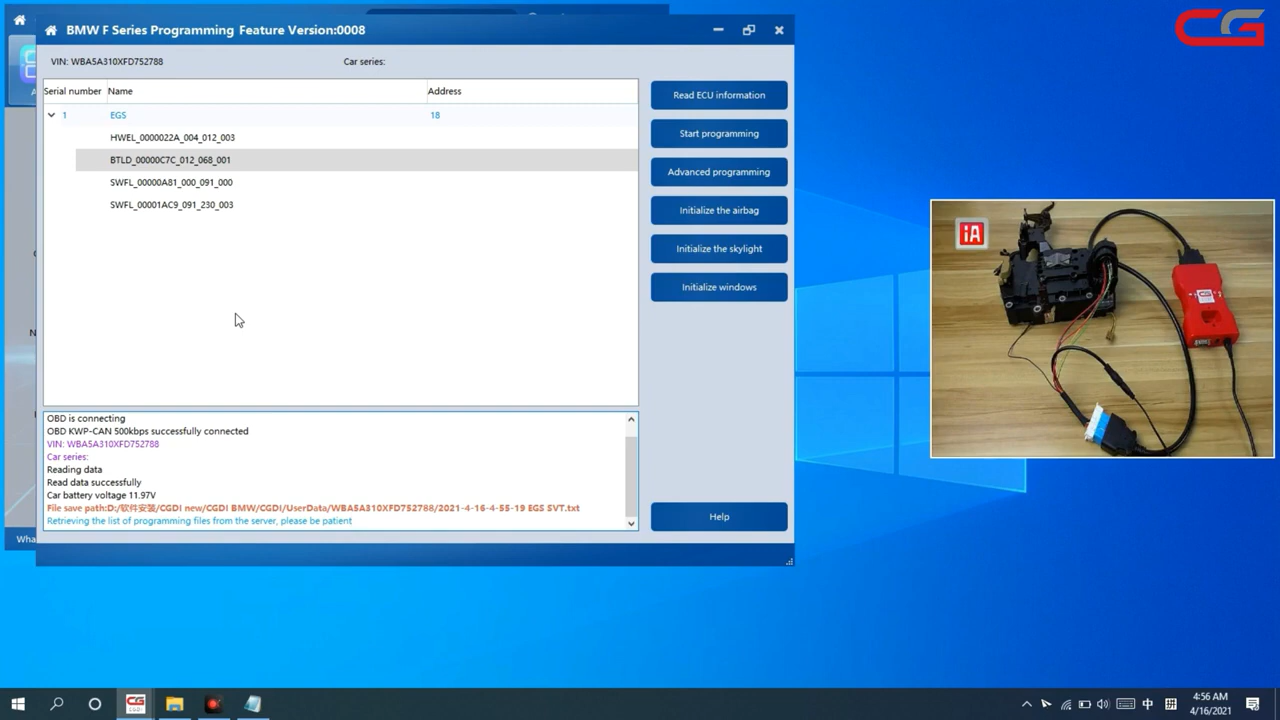 BMW F Series Programming Feature Version:0008
VIN: WBA5A310XFD752788 Car series:
Serial number Name Address
1 EGS 18
HWEL_0000022A_004_012_003
BTLD_00000C7C_012_068_001
SWFL_00000A81_000_091_000
SWFL_00001AC9_091_230_003
Read ECU information
Start programming
Advanced programming
Initialize the airbag
Initialize the skylight
Initialize windows
Help
OBD is connecting
OBD KWP-CAN 500kbps successfully connected
VIN: WBA5A310XFD752788
Car series:
Reading data
Read data successfully
Car battery voltage 11.97V
File save path:D:/软件安装/CGDI new/CGDI BMW/CGDI/UserData/WBA5A310XFD752788/2021-4-16-4-55-19 EGS SVT.txt
Retrieving the list of programming files from the server, please be patient
Wha
CG
iA
CG
CGDI
中
4:56 AM
4/16/2021